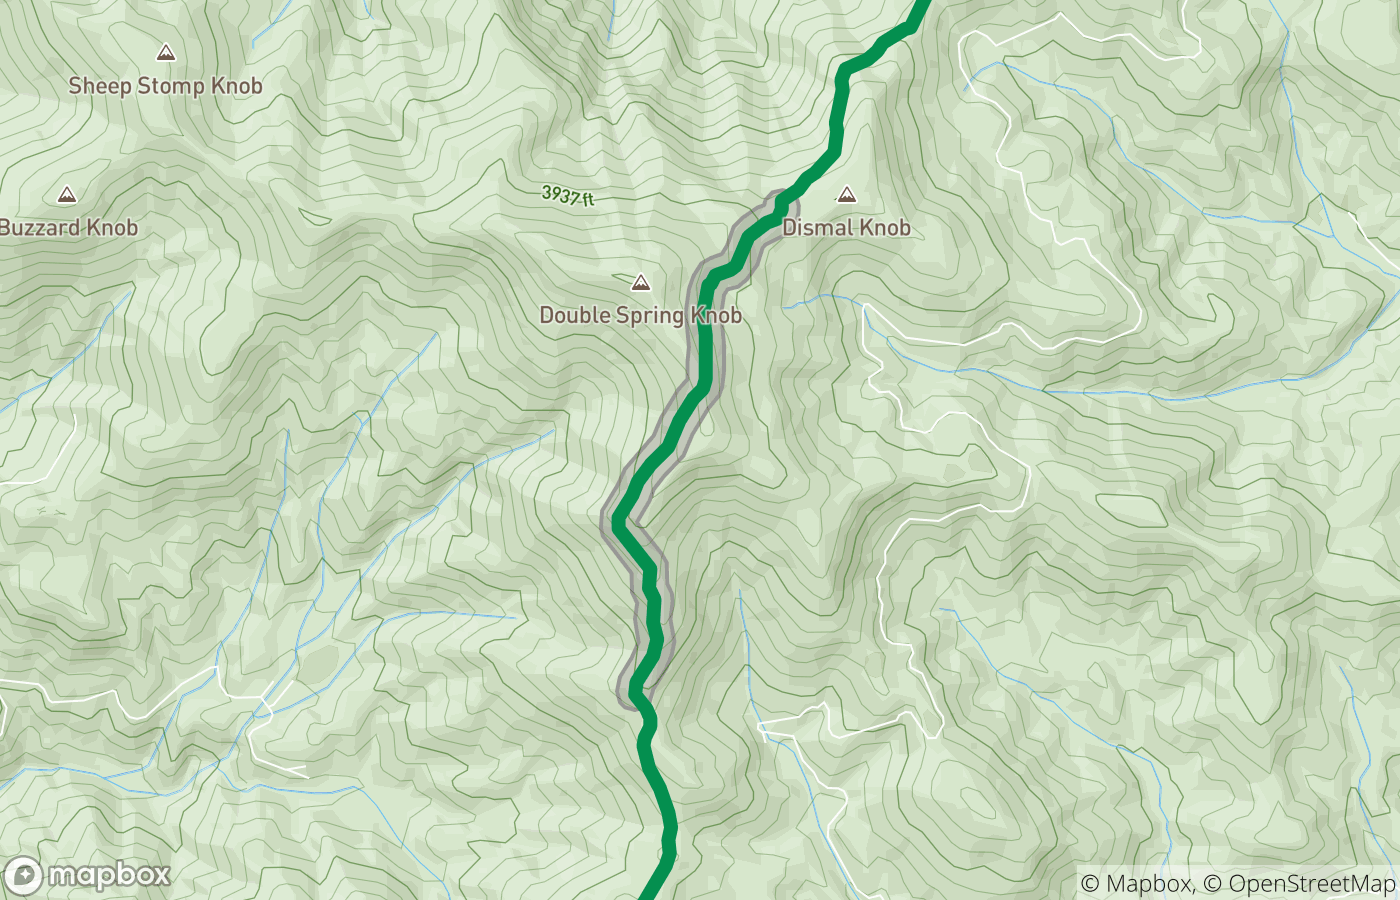 Sheep Stomp Knob
3937 ft
Buzzard Knob
Dismal Knob
Double Spring Knob
mapbox
© Mapbox, © OpenStreetMap